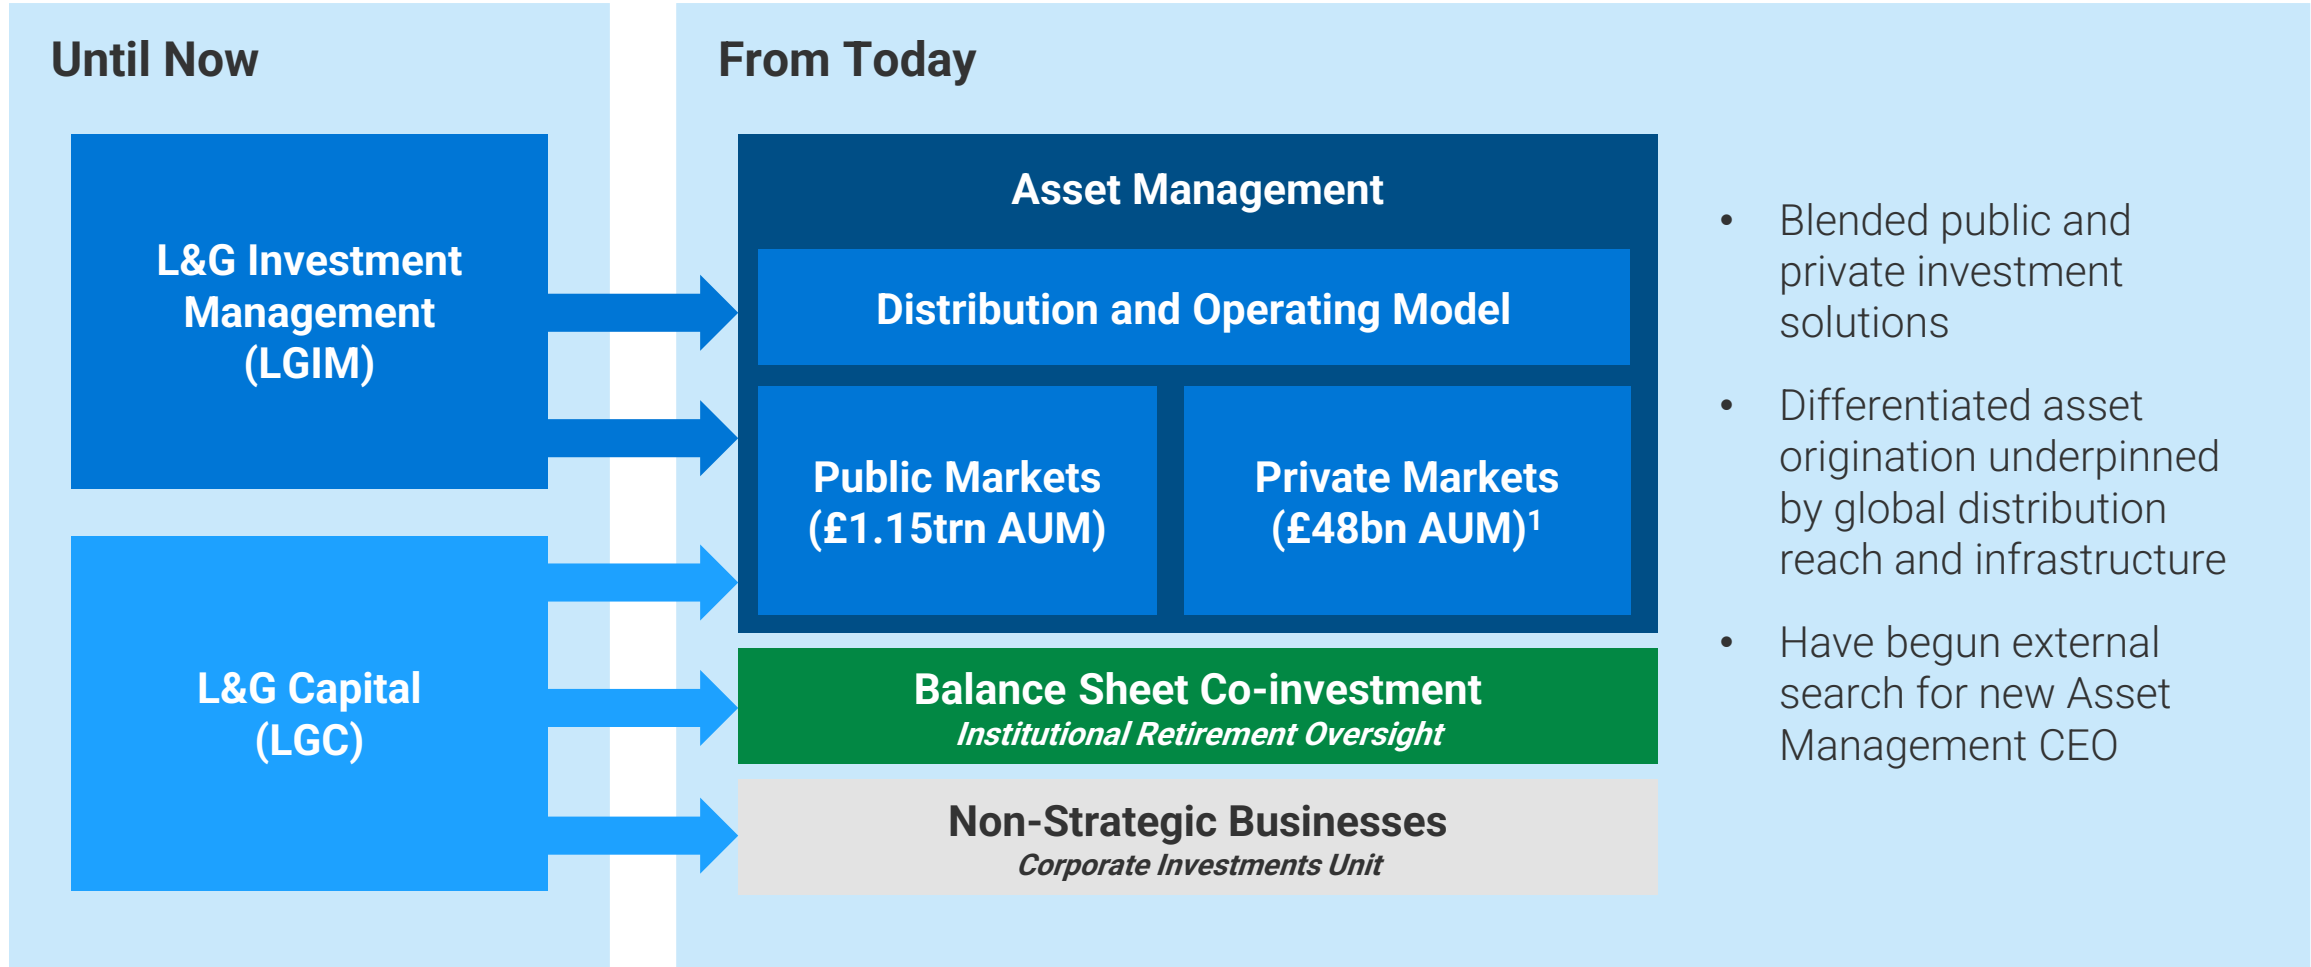 Until Now
L&G Investment
Management
(LGIM)
L&G Capital
(LGC)
From Today
Asset Management
Distribution and Operating Model
Public Markets
(£1.15trn AUM)
Private Markets
(£48bn AUM)¹
Balance Sheet Co-investment
Institutional Retirement Oversight
Non-Strategic Businesses
Corporate Investments Unit
• Blended public and
private investment
solutions
• Differentiated asset
origination underpinned
by global distribution
reach and infrastructure
• Have begun external
search for new Asset
Management CEO